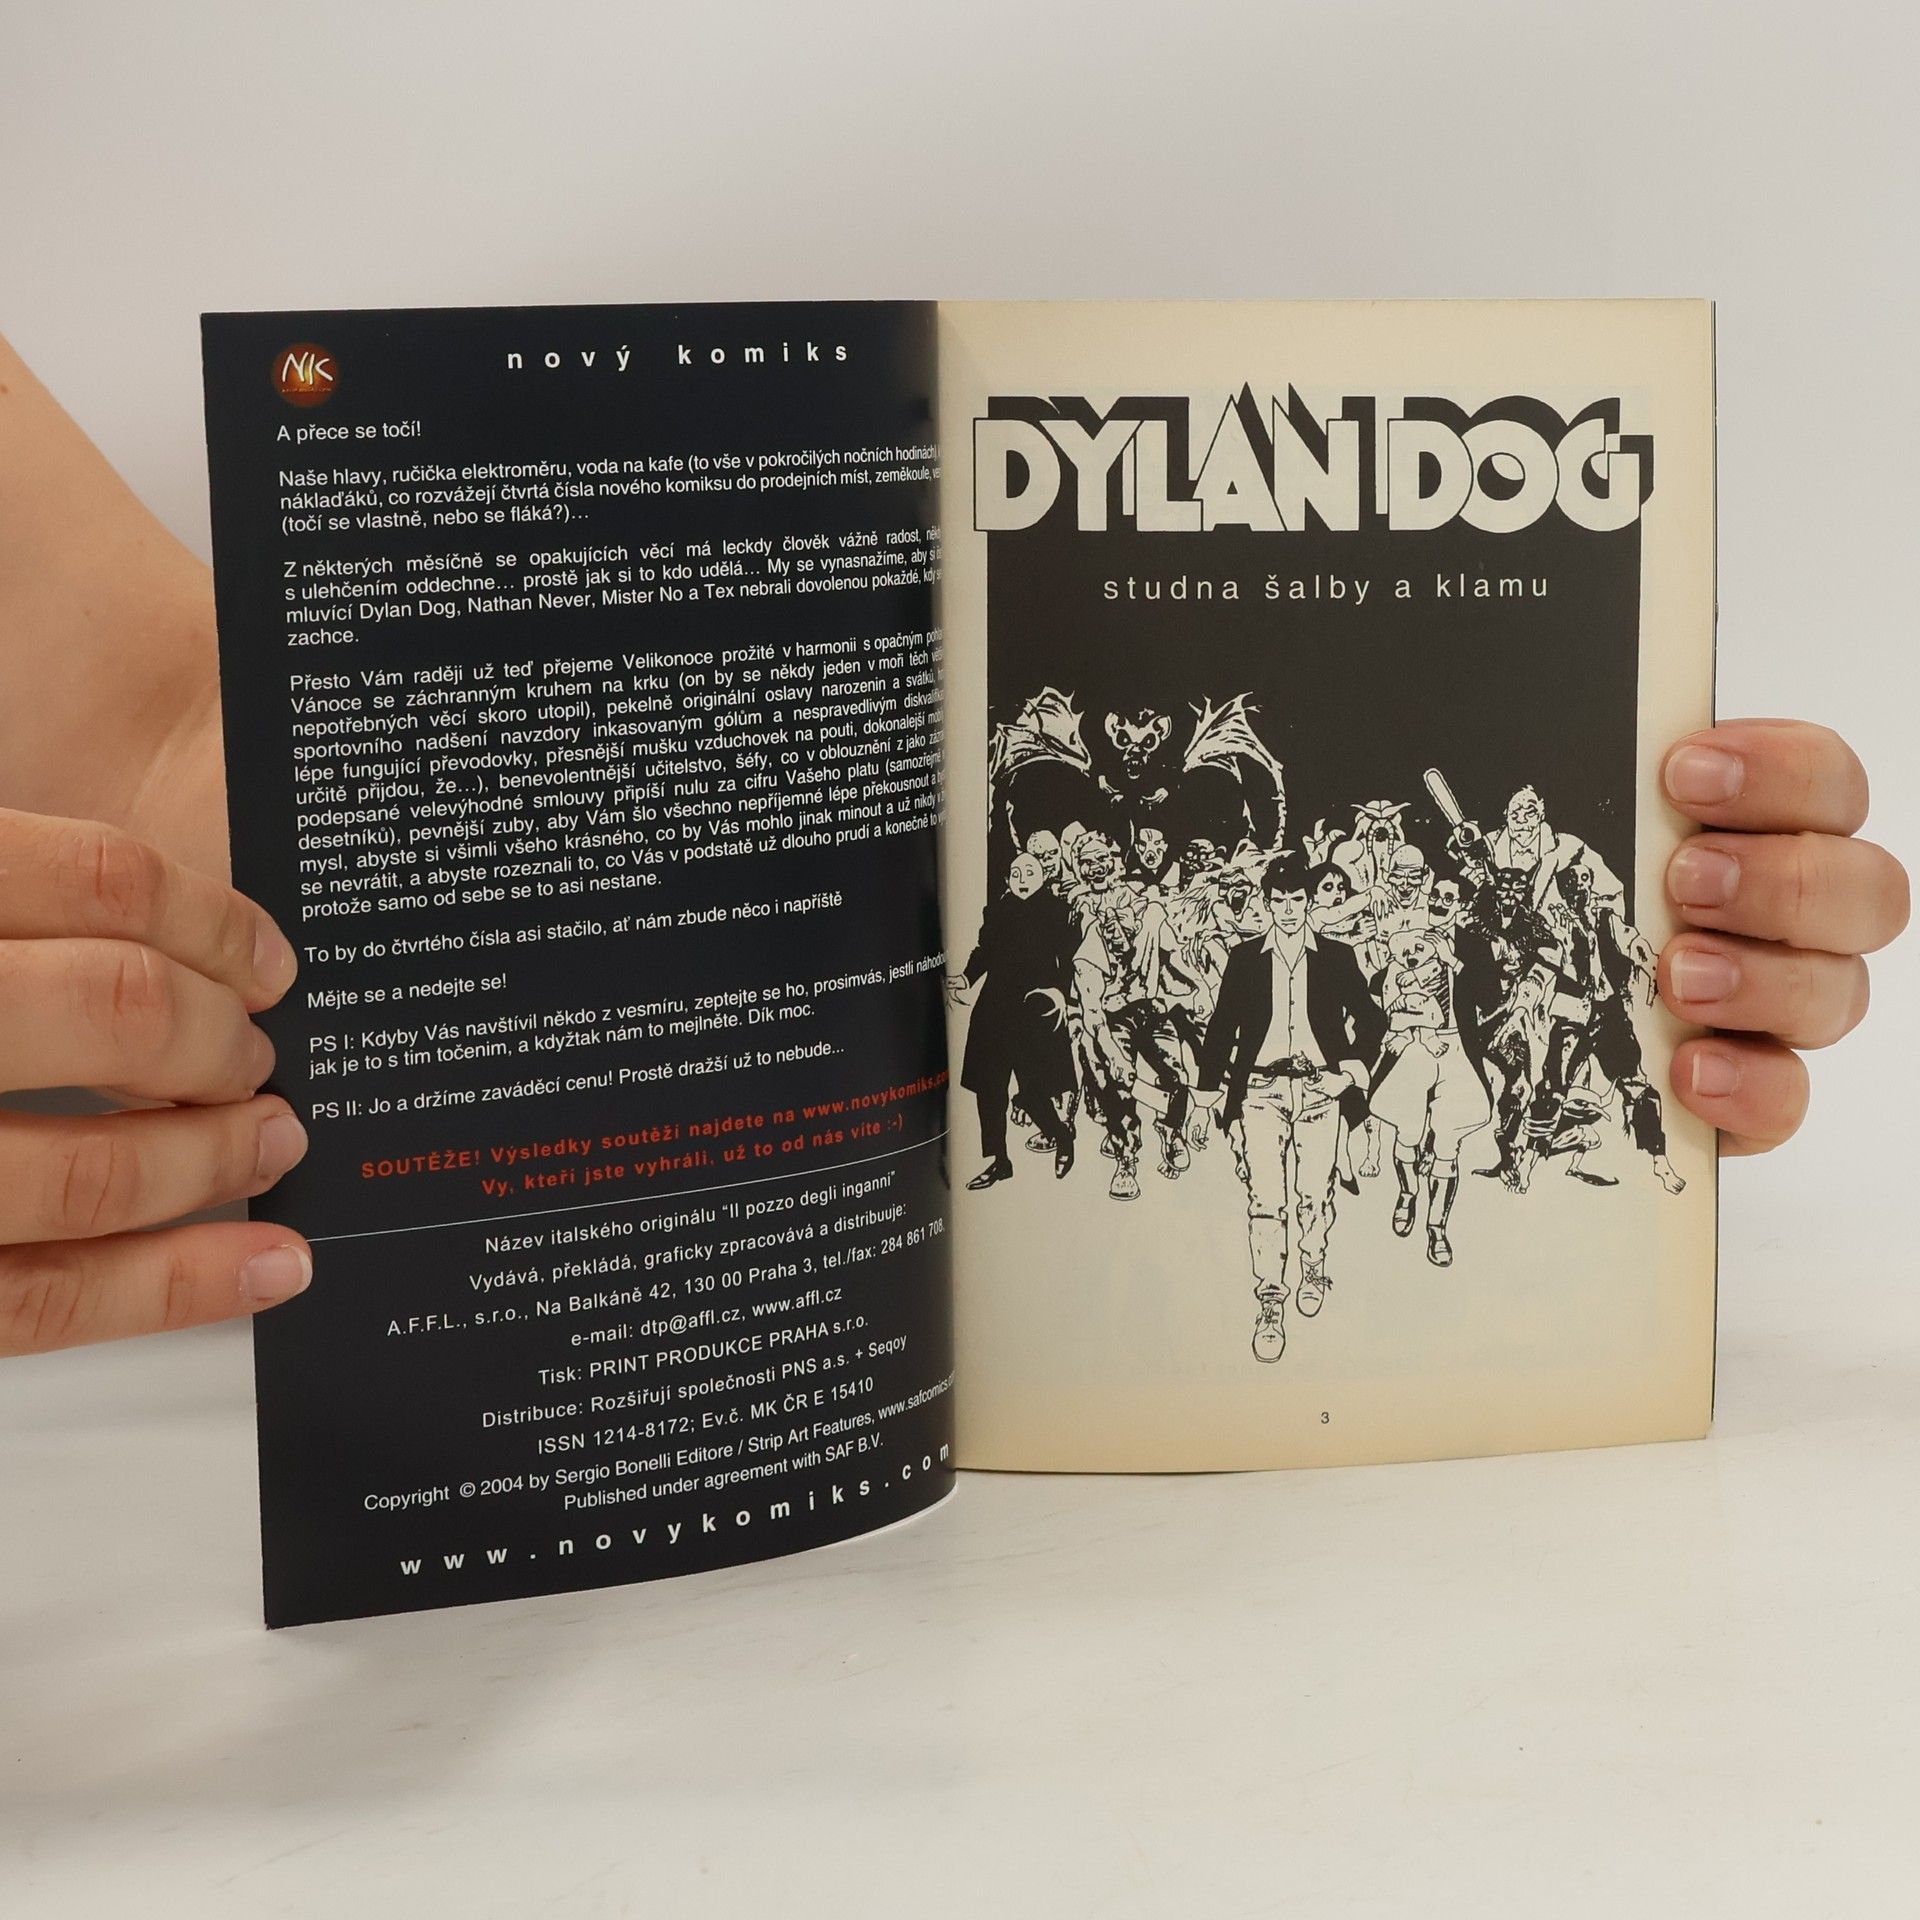 NK
nový komiks
A přece se točí!
Naše hlavy, ručička elektroměru, voda na kafe (to vše v pokročilých nočních hodinách),
náklaďáků, co rozvážejí čtvrtá čísla nového komiksu do prodejních míst, zeměkoule,
(točí se vlastně, nebo se fláká?)…
Z některých měsíčně se opakujících věcí má leckdy člověk vážně radost,
s ulehčením oddechne… prostě jak si to kdo udělá… My se vynasnažíme, aby si
mluvící Dylan Dog, Nathan Never, Mister No a Tex nebrali dovolenou pokaždé,
zachce.
Přesto Vám raději už teď přejeme Velikonoce prožité v harmonii s opačným
Vánoce se záchranným kruhem na krku (on by se někdy jeden v moři těch
nepotřebných věcí skoro utopil), pekelně originální oslavy narozenin a svátků,
sportovního nadšení navzdory inkasovaným gólům a nespravedlivým
lépe fungující převodovky, přesnější mušku vzduchovek na pouti, dokonalejší
určitě přijdou, že…), benevolentnější učitelstvo, šéfy, co v oblouznění z jako
podepsané velevýhodné smlouvy připíší nulu za cifru Vašeho platu (samozřejmě
desetníků), pevnější zuby, aby Vám šlo všechno nepříjemné lépe překousnout a
mysl, abyste si všimli všeho krásného, co by Vás mohlo jinak minout a už nikdy v
se nevrátit, a abyste rozeznali to, co Vás v podstatě už dlouho prudí a konečně to
protože samo od sebe se to asi nestane.
To by do čtvrtého čísla asi stačilo, ať nám zbude něco i napříště
Mějte se a nedejte se!
PS I: Kdyby Vás navštívil někdo z vesmíru, zeptejte se ho, prosimvás, jestli
jak je to s tim točenim, a kdyžtak nám to mejlněte. Dík moc.
PS II: Jo a držíme zaváděcí cenu! Prostě dražší už to nebude...
SOUTĚŽE! Výsledky soutěží najdete na www.novykomiks.com
Vy, kteří jste vyhráli, už to od nás víte :-)
Název italského originálu “Il pozzo degli inganni”
Vydává, překládá, graficky zpracovává a distribuuje:
A.F.F.L., s.r.o., Na Balkáně 42, 130 00 Praha 3, tel./fax: 284 861 708,
e-mail: dtp@affl.cz, www.affl.cz
Tisk: PRINT PRODUKCE PRAHA s.r.o.
Distribuce: Rozšiřují společnosti PNS a.s. + Seqoy
ISSN 1214-8172; Ev.č. MK ČR E 15410
Copyright © 2004 by Sergio Bonelli Editore / Strip Art Features, www.safcomics.
Published under agreement with SAF B.V.
www.novykomiks.com
DYLAN DOG
studna šalby a klamu
3